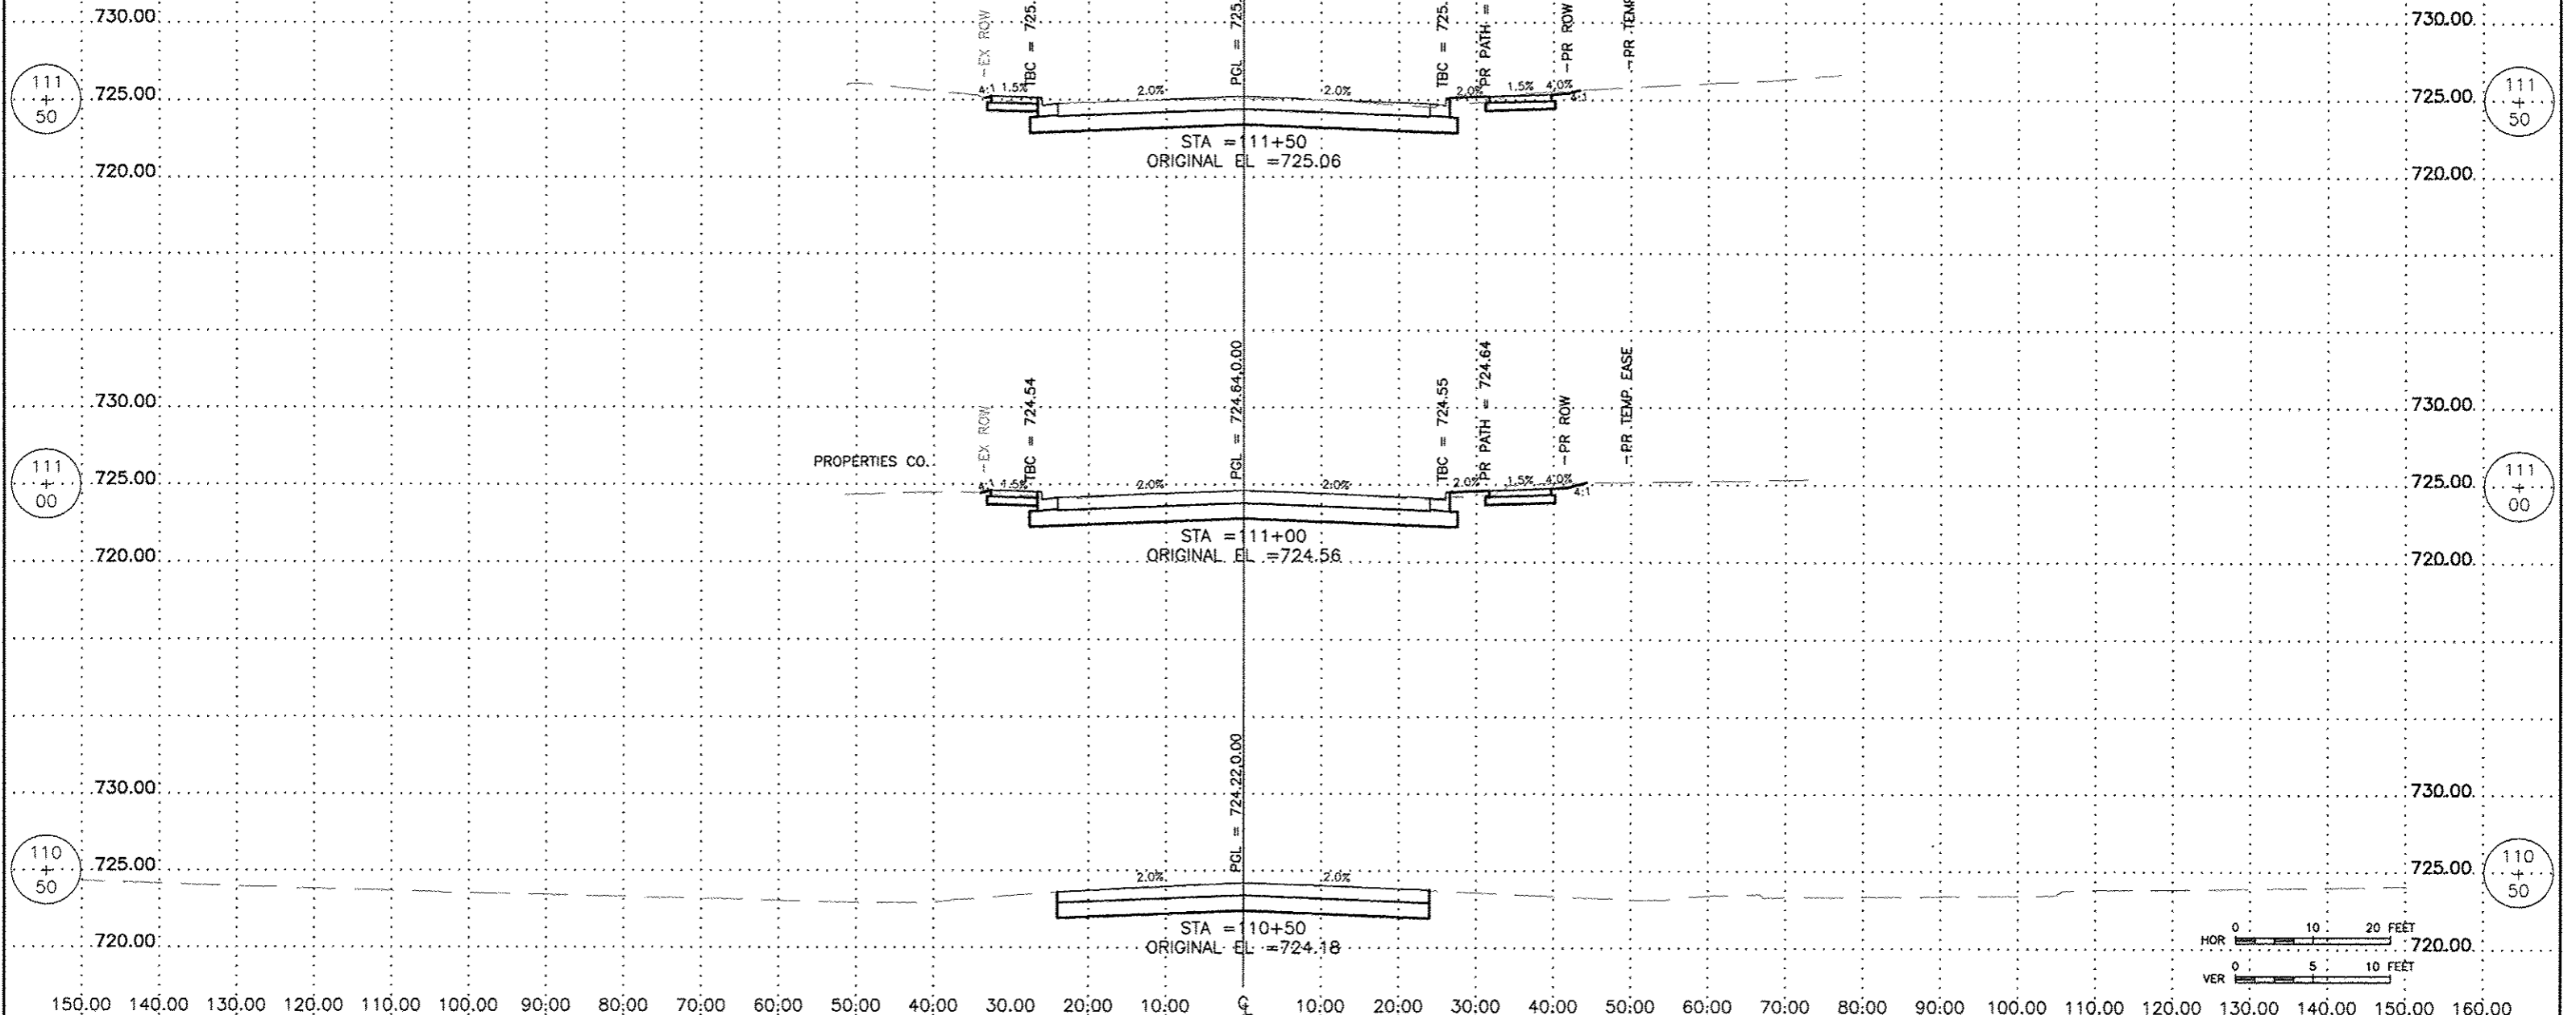 730.00 730.00
-EX ROW
TBC = 725.
PGL = 725.
TBC = 725.
PR PATH =
-PR ROW
-PR TEMP
111
+
50
725.00 4:1 1.5% 2.0% 2.0% 2.0% 1.5% 4.0% 4:1 725.00
111
+
50
STA =111+50
ORIGINAL EL =725.06
720.00 720.00
730.00 730.00
-EX ROW
TBC = 724.54
PGL = 724.64,0.00
TBC = 724.55
PR PATH = 724.64
-PR ROW
-PR TEMP. EASE
PROPERTIES CO.
111
+
00
725.00 4:1 1.5% 2.0% 2.0% 2.0% 1.5% 4.0% 4:1 725.00
111
+
00
STA =111+00
ORIGINAL EL =724.56
720.00 720.00
730.00 730.00
PGL = 724.22,0.00
110
+
50
725.00 2.0% 2.0% 725.00
110
+
50
STA =110+50
ORIGINAL EL =724.18
720.00 720.00
HOR 0 10 20 FEET
VER 0 5 10 FEET
150.00 140.00 130.00 120.00 110.00 100.00 90.00 80.00 70.00 60.00 50.00 40.00 30.00 20.00 10.00 ℄ 10.00 20.00 30.00 40.00 50.00 60.00 70.00 80.00 90.00 100.00 110.00 120.00 130.00 140.00 150.00 160.00